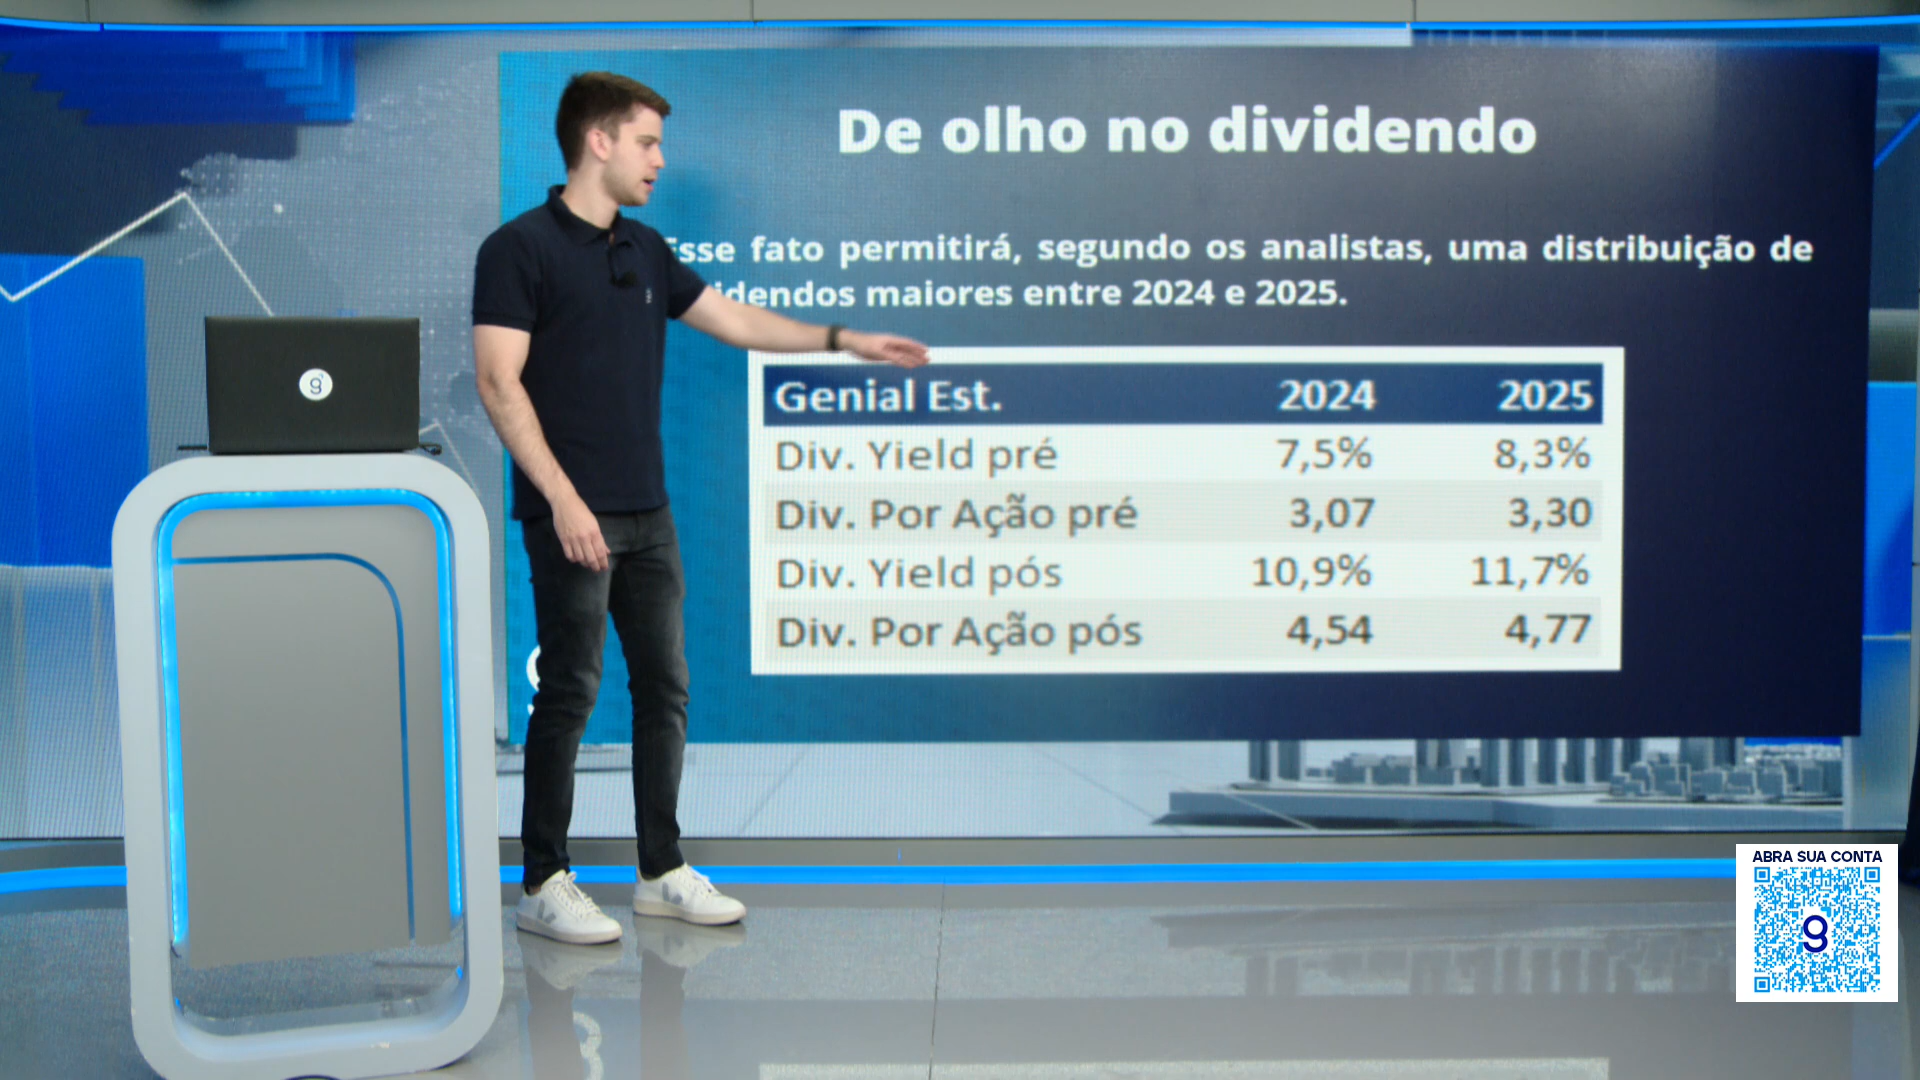 De olho no dividendo
sse fato permitirá, segundo os analistas, uma distribuição de
idendos maiores entre 2024 e 2025.
Genial Est. 2024 2025
Div. Yield pré 7,5% 8,3%
Div. Por Ação pré 3,07 3,30
Div. Yield pós 10,9% 11,7%
Div. Por Ação pós 4,54 4,77
ABRA SUA CONTA